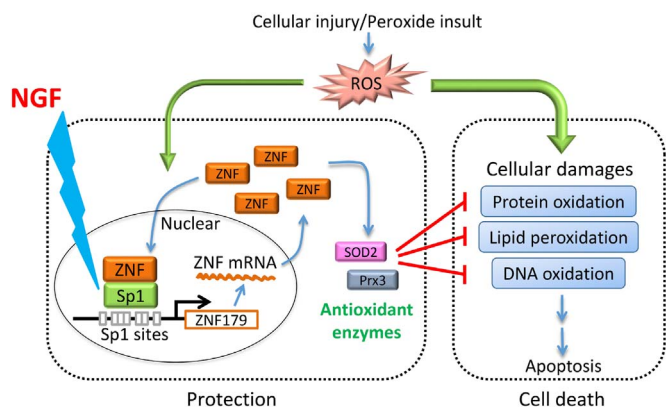 Cellular injury/Peroxide insult
ROS
NGF
ZNF
ZNF
ZNF
ZNF
Nuclear
ZNF
Sp1
ZNF mRNA
ZNF179
Sp1 sites
SOD2
Prx3
Antioxidant
enzymes
Cellular damages
Protein oxidation
Lipid peroxidation
DNA oxidation
Apoptosis
Protection
Cell death